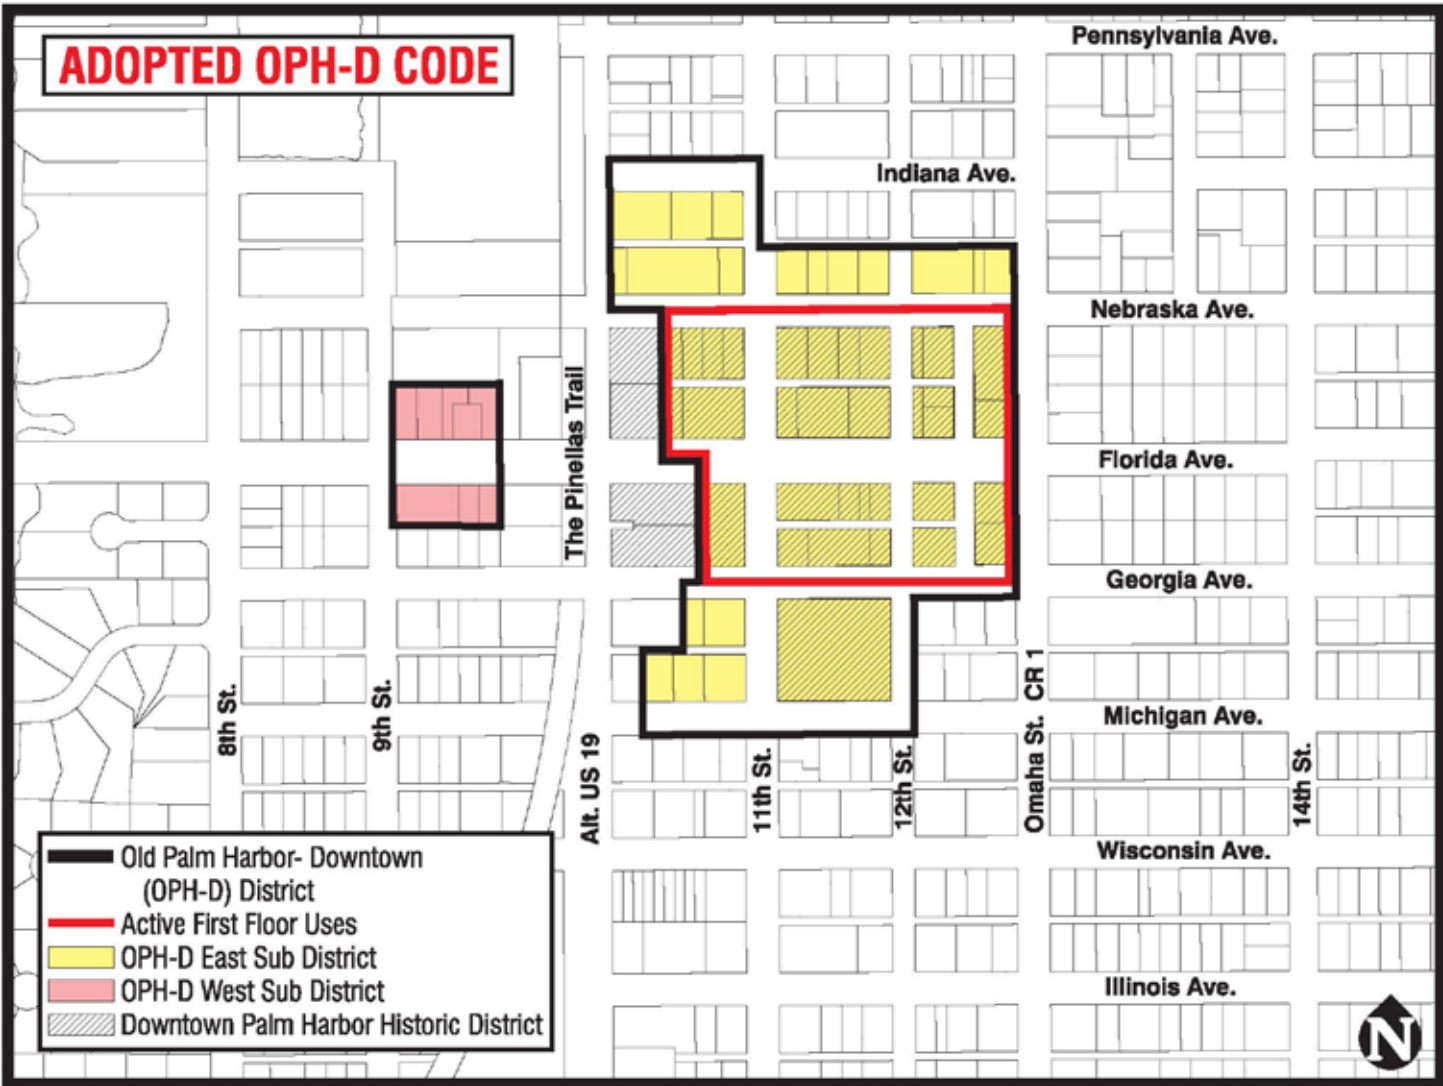 ADOPTED OPH-D CODE
Pennsylvania Ave.
Indiana Ave.
Nebraska Ave.
The Pinellas Trail
Florida Ave.
Georgia Ave.
8th St.
9th St.
Alt. US 19
11th St.
12th St.
Omaha St. CR 1
14th St.
Michigan Ave.
Wisconsin Ave.
Illinois Ave.
Old Palm Harbor- Downtown
(OPH-D) District
Active First Floor Uses
OPH-D East Sub District
OPH-D West Sub District
Downtown Palm Harbor Historic District
N